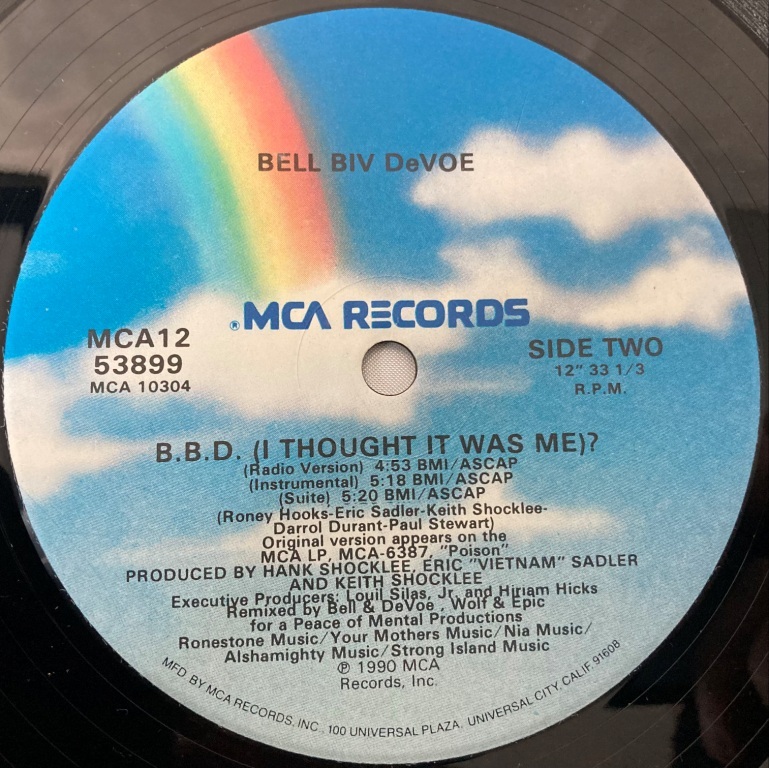 BELL BIV DeVOE
® MCA RECORDS
MCA12
53899
MCA 10304
SIDE TWO
12" 33 1/3
R.P.M.
B.B.D. (I THOUGHT IT WAS ME)?
(Radio Version) 4:53 BMI/ASCAP
(Instrumental) 5:18 BMI/ASCAP
(Suite) 5:20 BMI/ASCAP
(Roney Hooks-Eric Sadler-Keith Shocklee-
Darrol Durant-Paul Stewart)
Original version appears on the
MCA LP, MCA-6387, "Poison"
PRODUCED BY HANK SHOCKLEE, ERIC "VIETNAM" SADLER
AND KEITH SHOCKLEE
Executive Producers: Louil Silas, Jr. and Hiriam Hicks
Remixed by Bell & DeVoe , Wolf & Epic
for a Peace of Mental Productions
Ronestone Music/Your Mothers Music/Nia Music/
Alshamighty Music/Strong Island Music
℗ 1990 MCA
Records, Inc.
MFD BY MCA RECORDS, INC., 100 UNIVERSAL PLAZA, UNIVERSAL CITY, CALIF. 91608